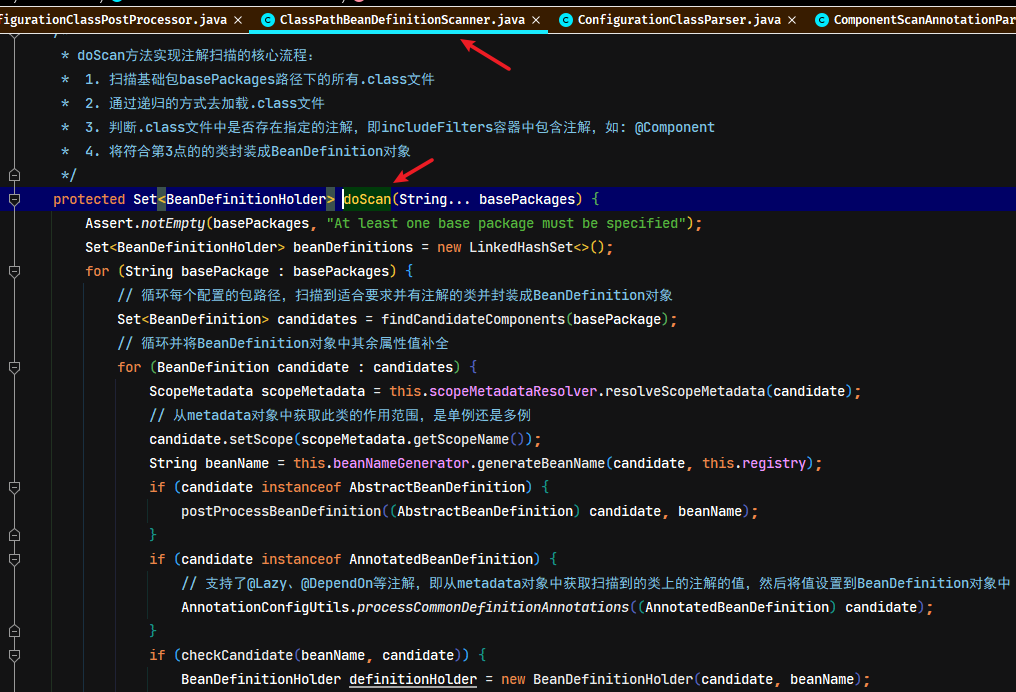 figurationClassPostProcessor.java × ClassPathBeanDefinitionScanner.java × ConfigurationClassParser.java × ComponentScanAnnotationPar
* doScan方法实现注解扫描的核心流程:
* 1. 扫描基础包basePackages路径下的所有.class文件
* 2. 通过递归的方式去加载.class文件
* 3. 判断.class文件中是否存在指定的注解,即includeFilters容器中包含注解,如: @Component
* 4. 将符合第3点的的类封装成BeanDefinition对象
*/
protected Set<BeanDefinitionHolder> doScan(String... basePackages) {
Assert.notEmpty(basePackages, "At least one base package must be specified");
Set<BeanDefinitionHolder> beanDefinitions = new LinkedHashSet<>();
for (String basePackage : basePackages) {
// 循环每个配置的包路径,扫描到适合要求并有注解的类并封装成BeanDefinition对象
Set<BeanDefinition> candidates = findCandidateComponents(basePackage);
// 循环并将BeanDefinition对象中其余属性值补全
for (BeanDefinition candidate : candidates) {
ScopeMetadata scopeMetadata = this.scopeMetadataResolver.resolveScopeMetadata(candidate);
// 从metadata对象中获取此类的作用范围,是单例还是多例
candidate.setScope(scopeMetadata.getScopeName());
String beanName = this.beanNameGenerator.generateBeanName(candidate, this.registry);
if (candidate instanceof AbstractBeanDefinition) {
postProcessBeanDefinition((AbstractBeanDefinition) candidate, beanName);
}
if (candidate instanceof AnnotatedBeanDefinition) {
// 支持了@Lazy、@DependOn等注解,即从metadata对象中获取扫描到的类上的注解的值,然后将值设置到BeanDefinition对象中
AnnotationConfigUtils.processCommonDefinitionAnnotations((AnnotatedBeanDefinition) candidate);
}
if (checkCandidate(beanName, candidate)) {
BeanDefinitionHolder definitionHolder = new BeanDefinitionHolder(candidate, beanName);